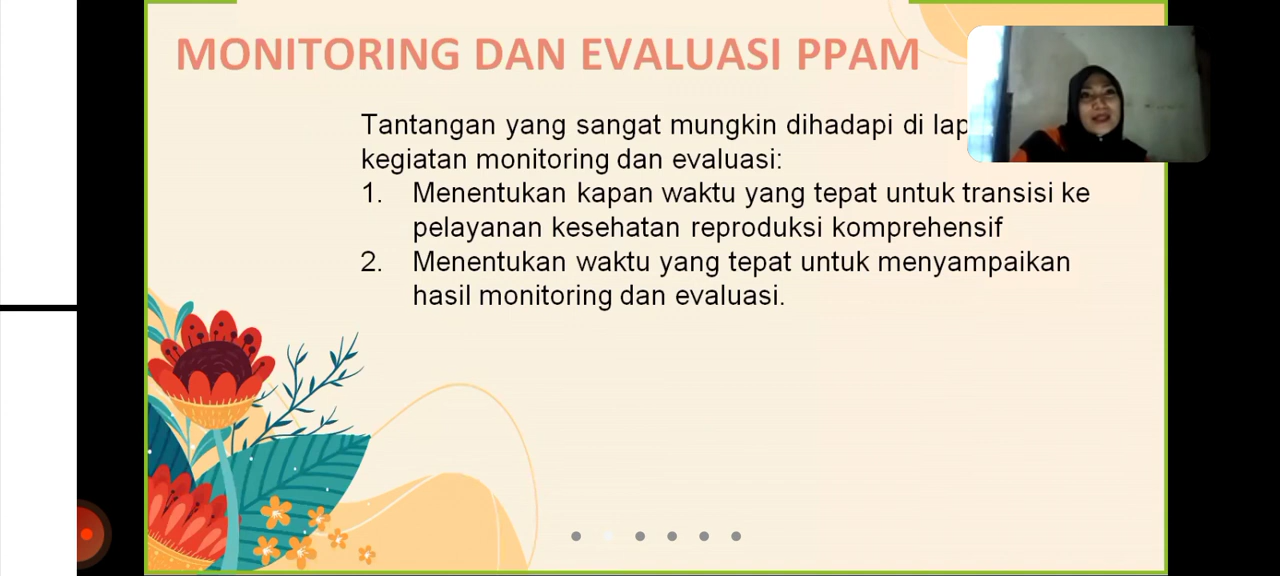 MONITORING DAN EVALUASI PPAM
Tantangan yang sangat mungkin dihadapi di
kegiatan monitoring dan evaluasi:
1. Menentukan kapan waktu yang tepat untuk transisi ke
pelayanan kesehatan reproduksi komprehensif
2. Menentukan waktu yang tepat untuk menyampaikan
hasil monitoring dan evaluasi.